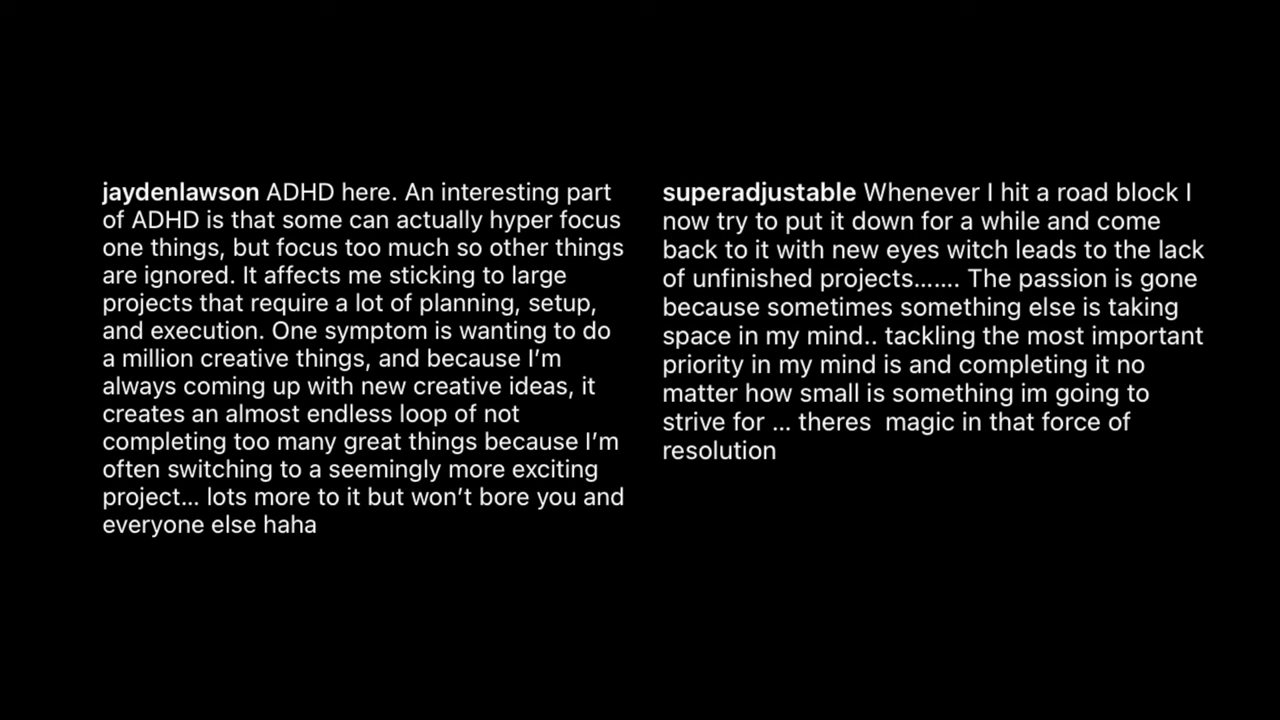 jaydenlawson ADHD here. An interesting part
of ADHD is that some can actually hyper focus
one things, but focus too much so other things
are ignored. It affects me sticking to large
projects that require a lot of planning, setup,
and execution. One symptom is wanting to do
a million creative things, and because I’m
always coming up with new creative ideas, it
creates an almost endless loop of not
completing too many great things because I’m
often switching to a seemingly more exciting
project... lots more to it but won’t bore you and
everyone else haha
superadjustable Whenever I hit a road block I
now try to put it down for a while and come
back to it with new eyes witch leads to the lack
of unfinished projects....... The passion is gone
because sometimes something else is taking
space in my mind.. tackling the most important
priority in my mind is and completing it no
matter how small is something im going to
strive for ... theres  magic in that force of
resolution